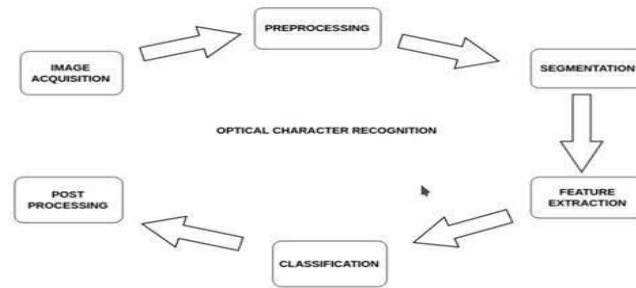 PREPROCESSING
IMAGE
ACQUISITION
SEGMENTATION
OPTICAL CHARACTER RECOGNITION
POST
PROCESSING
FEATURE
EXTRACTION
CLASSIFICATION